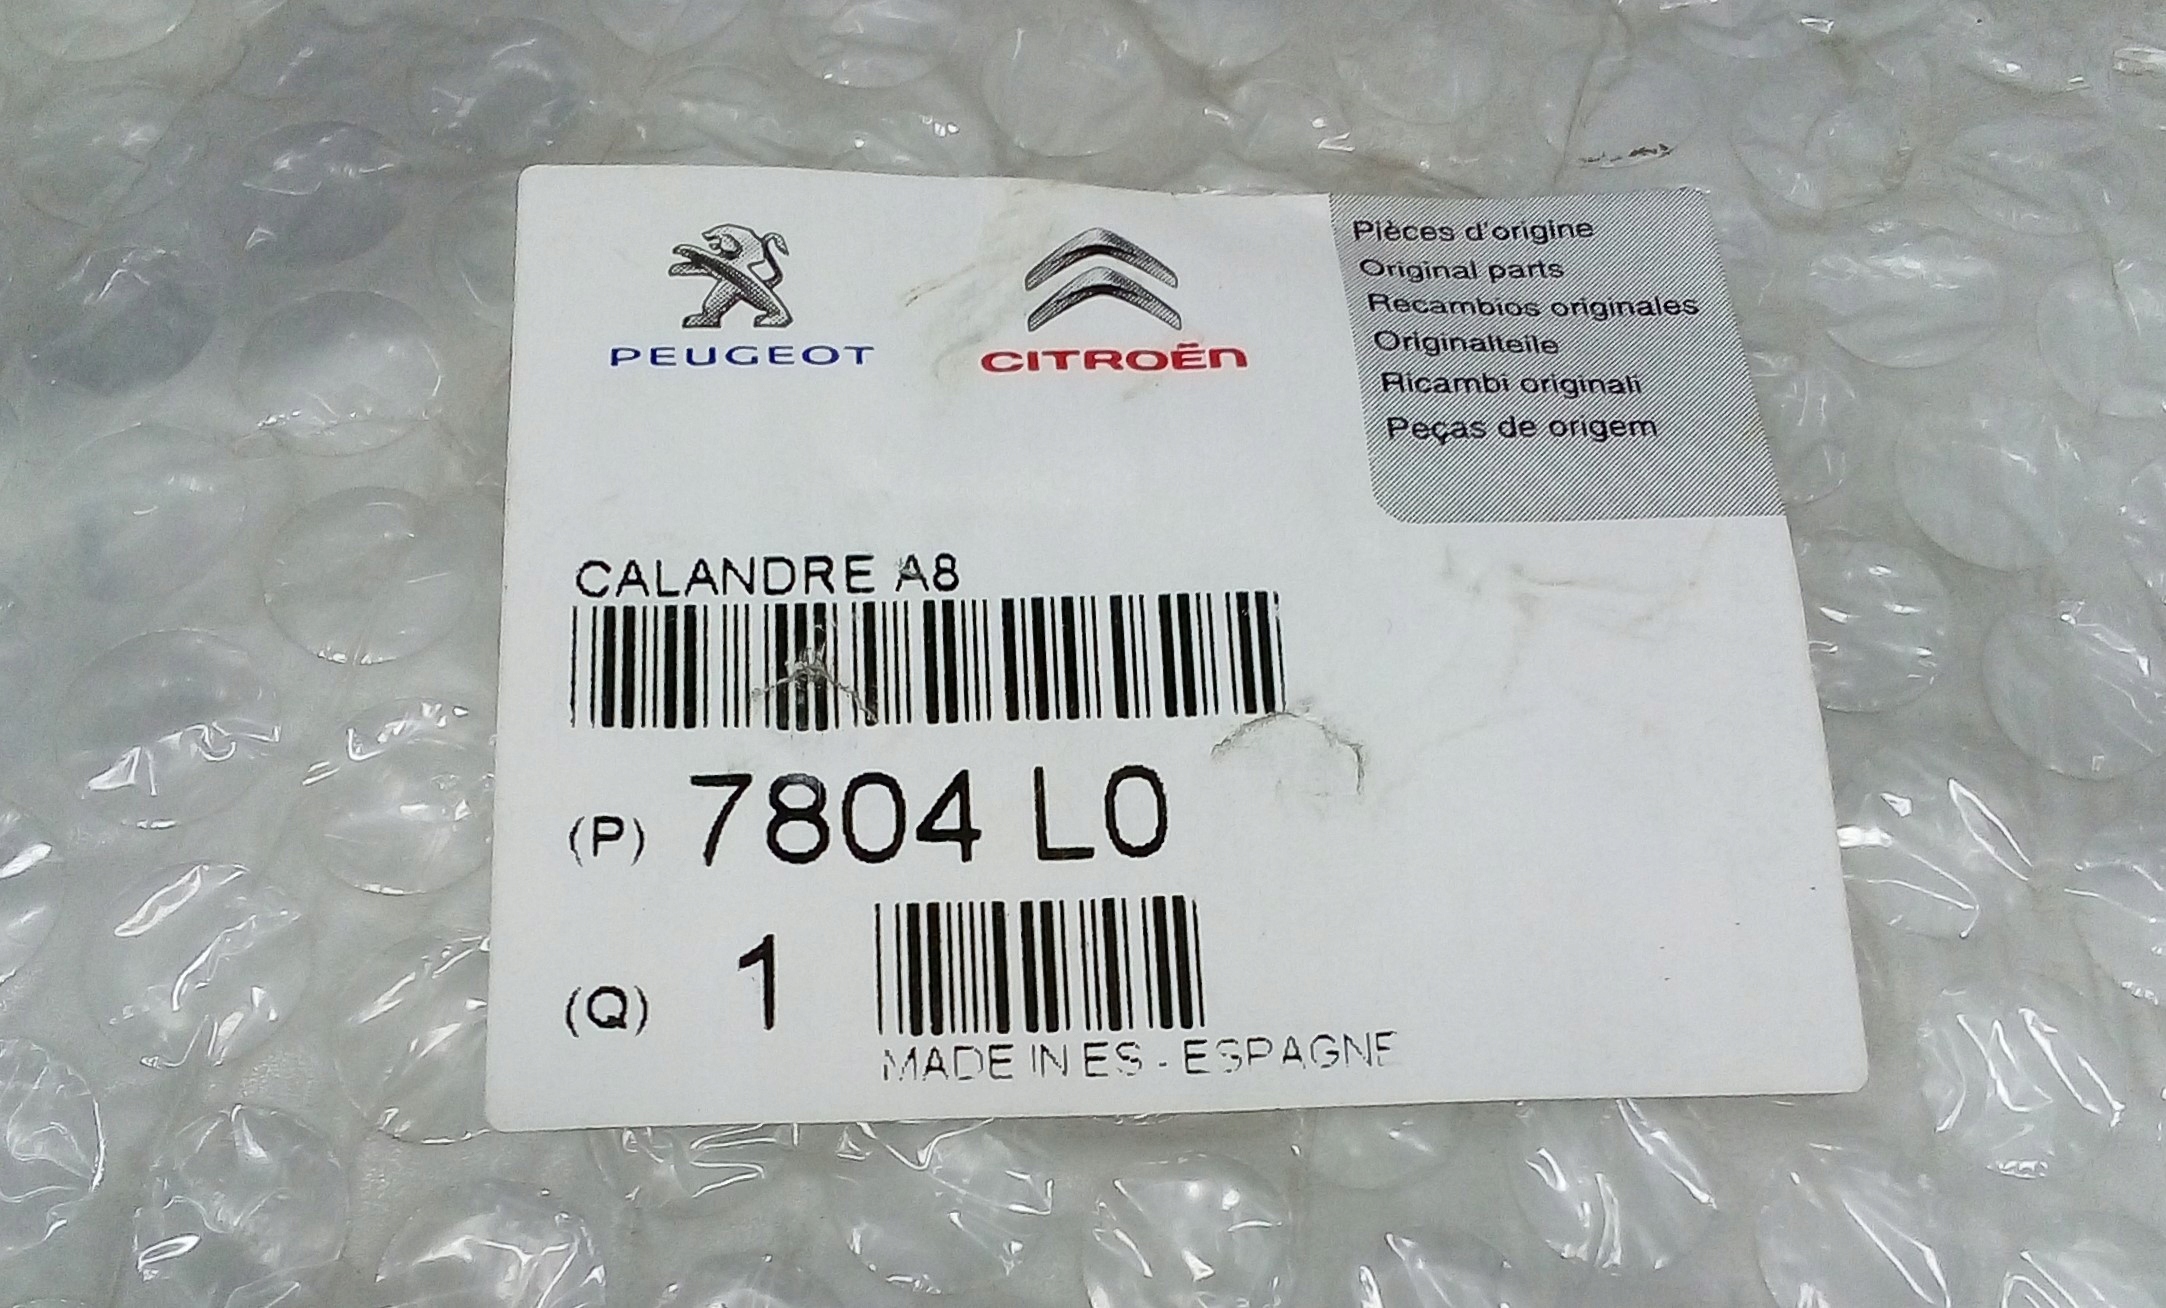 PEUGEOT
CITROËN
Pièces d'origine
Original parts
Recambios originales
Originalteile
Ricambi originali
Peças de origem
CALANDRE A8
(P) 7804 L0
(Q) 1
MADE IN ES - ESPAGNE